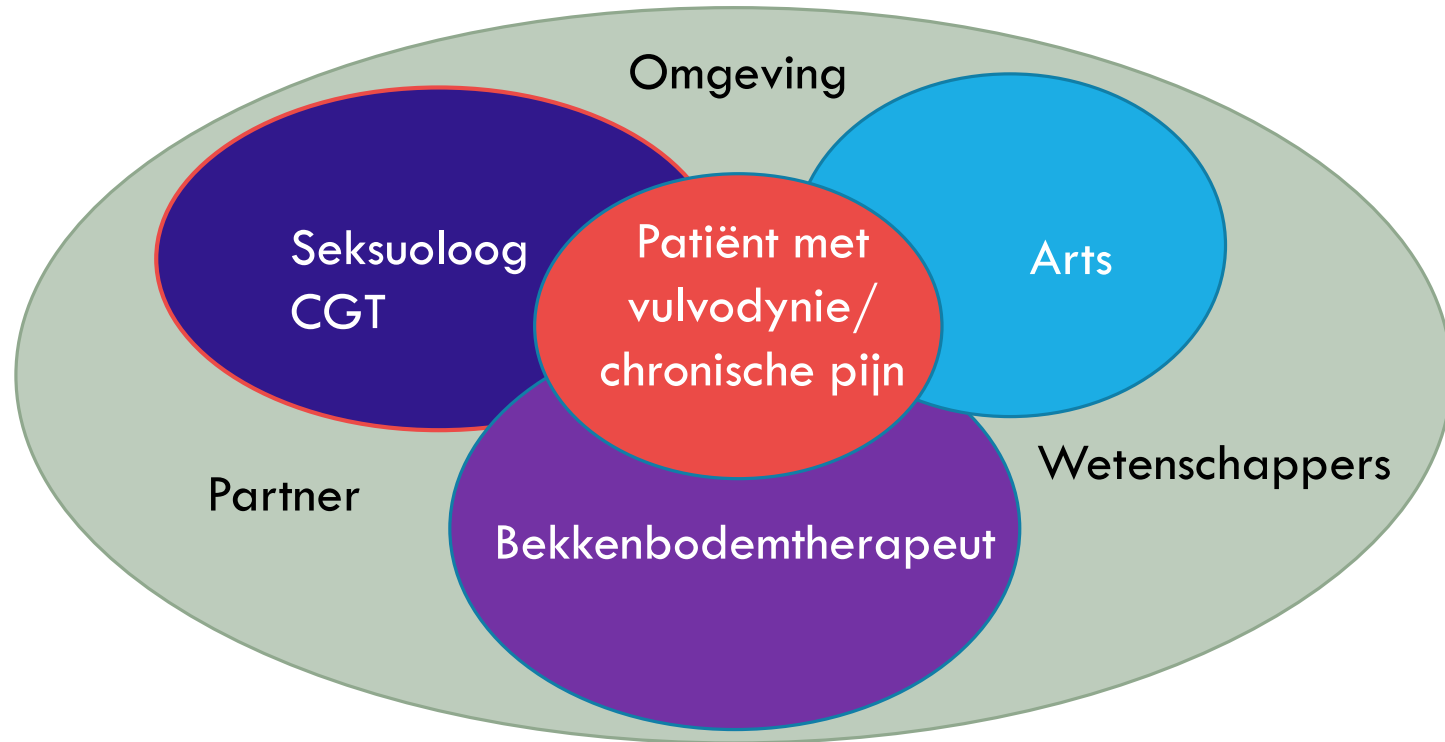 Omgeving
Seksuoloog
CGT
Patiënt met
vulvodynie/
chronische pijn
Arts
Partner
Wetenschappers
Bekkenbodemtherapeut